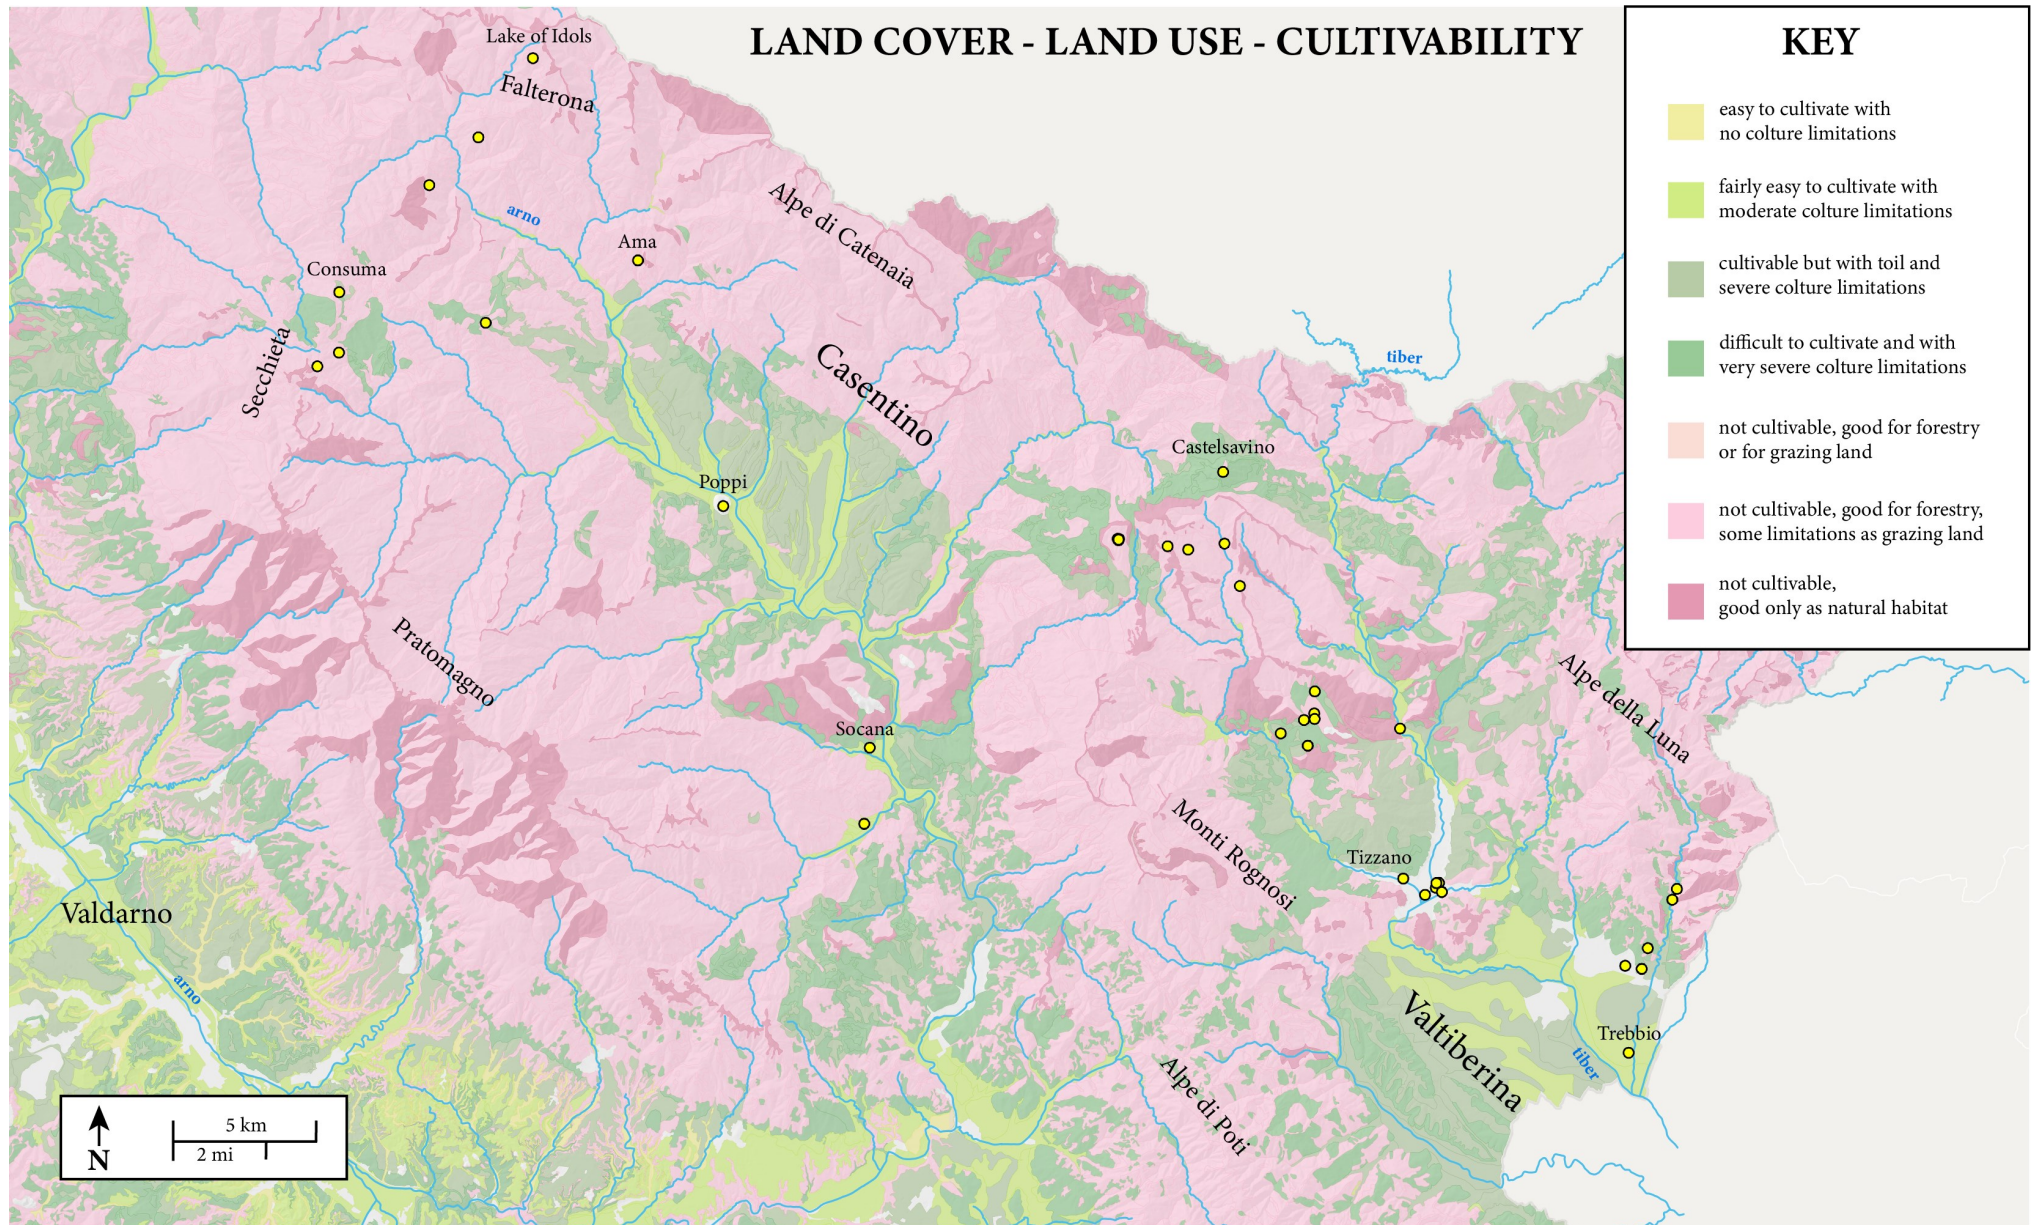 LAND COVER - LAND USE - CULTIVABILITY
KEY
easy to cultivate with
no colture limitations
fairly easy to cultivate with
moderate colture limitations
cultivable but with toil and
severe colture limitations
difficult to cultivate and with
very severe colture limitations
not cultivable, good for forestry
or for grazing land
not cultivable, good for forestry,
some limitations as grazing land
not cultivable,
good only as natural habitat
Lake of Idols
Falterona
arno
Alpe di Catenaia
Ama
Consuma
Secchieta
Casentino
tiber
Castelsavino
Poppi
Pratomagno
Socana
Alpe della Luna
Monti Rognosi
Tizzano
Valdarno
arno
Valtiberina
Trebbio
tiber
Alpe di Poti
5 km
2 mi
N